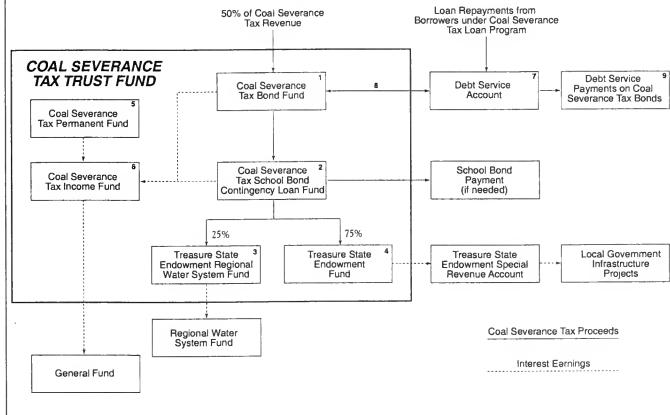 50% of Coal Severance
Tax Revenue
Loan Repayments from
Borrowers under Coal Severance
Tax Loan Program
COAL SEVERANCE
TAX TRUST FUND
1
Coal Severance
Tax Bond Fund
8
7
Debt Service
Account
9
Debt Service
Payments on Coal
Severance Tax Bonds
5
Coal Severance
Tax Permanent Fund
6
Coal Severance
Tax Income Fund
2
Coal Severance
Tax School Bond
Contingency Loan Fund
School Bond
Payment
(if needed)
25%
75%
3
Treasure State
Endowment Regional
Water System Fund
4
Treasure State
Endowment
Fund
Treasure State
Endowment Special
Revenue Account
Local Government
Infrastructure
Projects
Regional Water
System Fund
General Fund
Coal Severance Tax Proceeds
Interest Earnings